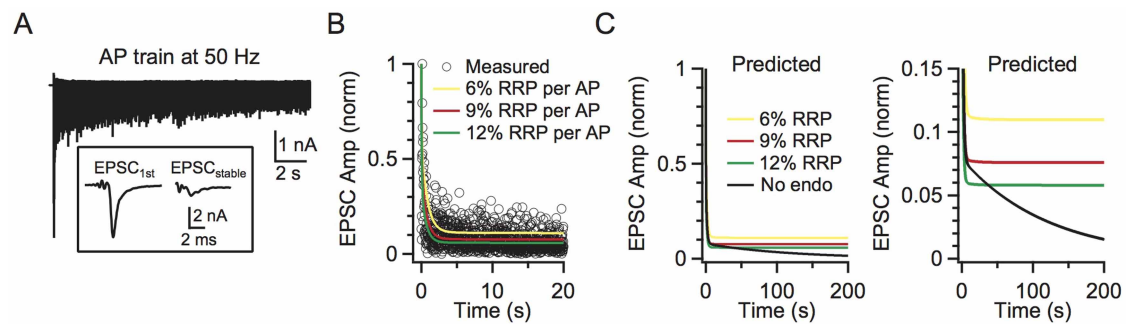 A
AP train at 50 Hz
1 nA
2 s
EPSC1st
EPSCstable
2 nA
2 ms
B
EPSC Amp (norm)
1
0.5
0
0
10
20
Time (s)
Measured
6% RRP per AP
9% RRP per AP
12% RRP per AP
C
Predicted
EPSC Amp (norm)
1
0.5
0
0
100
200
Time (s)
6% RRP
9% RRP
12% RRP
No endo
Predicted
EPSC Amp (norm)
0.15
0.1
0.05
0
0
100
200
Time (s)